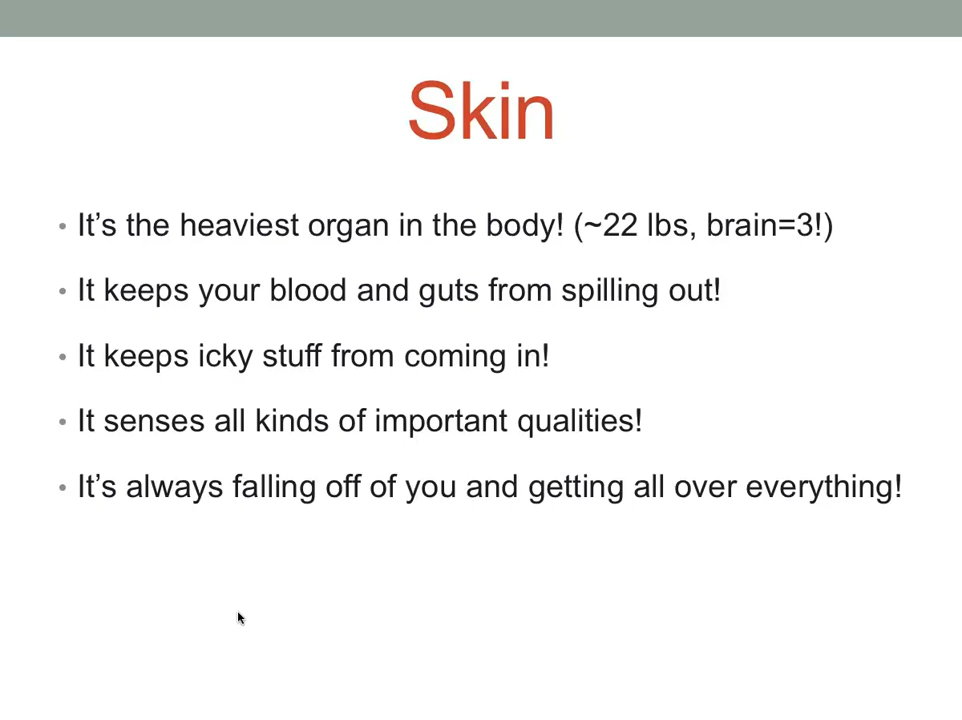 Skin
• It’s the heaviest organ in the body! (~22 lbs, brain=3!)
• It keeps your blood and guts from spilling out!
• It keeps icky stuff from coming in!
• It senses all kinds of important qualities!
• It’s always falling off of you and getting all over everything!